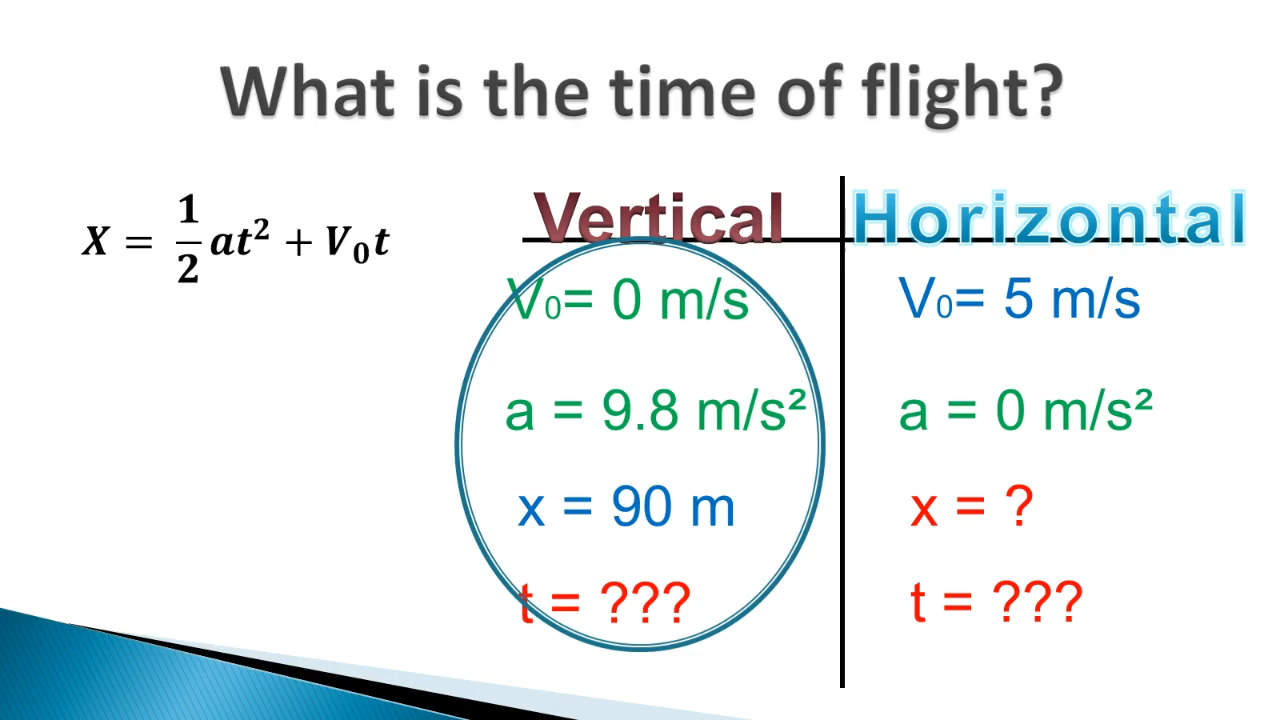 What is the time of flight?
X = 1/2 at² + V₀t
Vertical
V₀= 0 m/s
a = 9.8 m/s²
x = 90 m
t = ???
Horizontal
V₀= 5 m/s
a = 0 m/s²
x = ?
t = ???